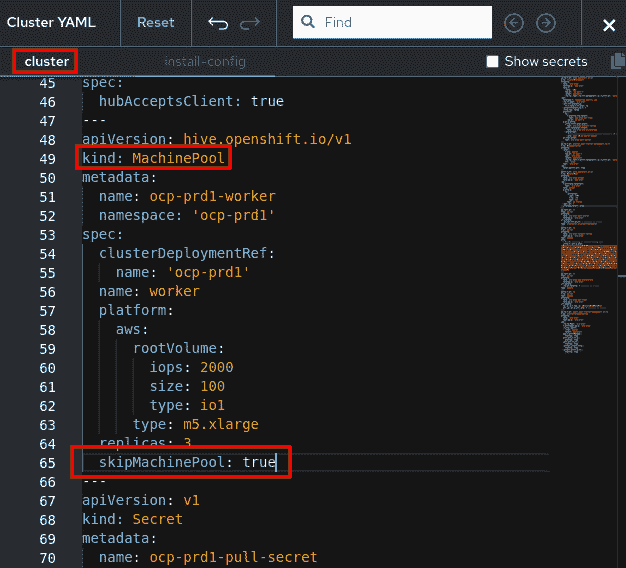 Cluster YAML Reset Find
cluster install-config Show secrets
45 spec:
46   hubAcceptsClient: true
47 ---
48 apiVersion: hive.openshift.io/v1
49 kind: MachinePool
50 metadata:
51   name: ocp-prd1-worker
52   namespace: 'ocp-prd1'
53 spec:
54   clusterDeploymentRef:
55     name: 'ocp-prd1'
56   name: worker
57   platform:
58     aws:
59       rootVolume:
60         iops: 2000
61         size: 100
62         type: io1
63       type: m5.xlarge
64   replicas: 3
65   skipMachinePool: true
66 ---
67 apiVersion: v1
68 kind: Secret
69 metadata:
70   name: ocp-prd1-pull-secret